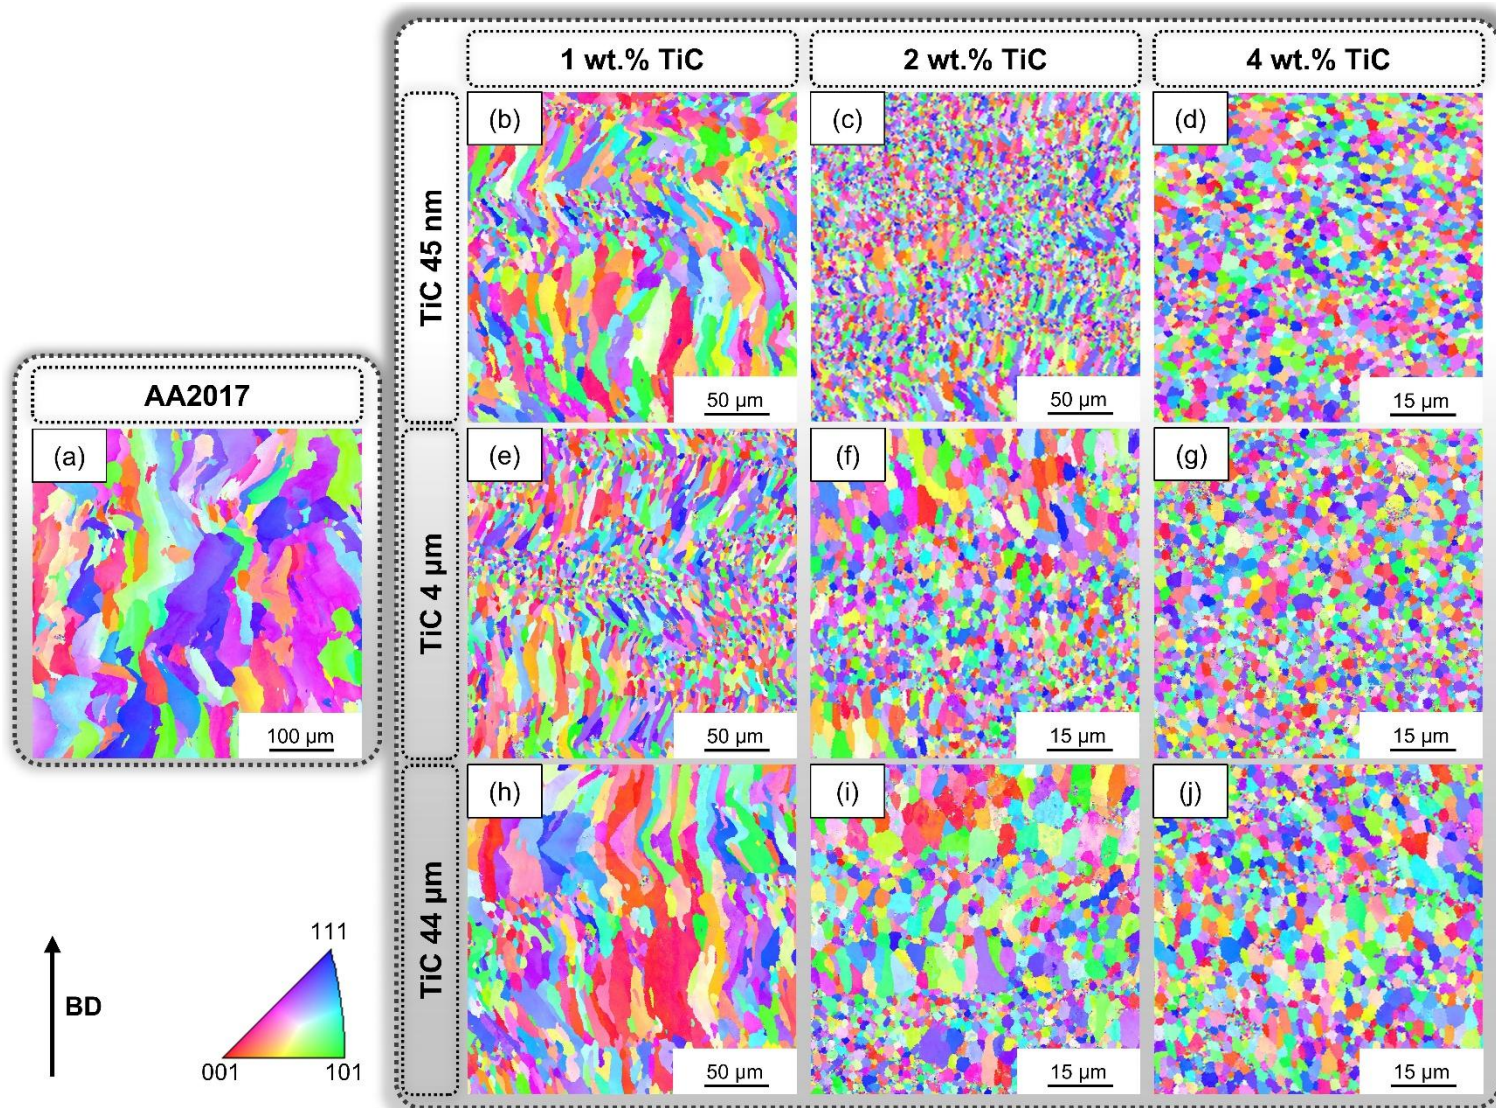 1 wt.% TiC
2 wt.% TiC
4 wt.% TiC
TiC 45 nm
(b)
50 µm
(c)
50 µm
(d)
15 µm
AA2017
(a)
100 µm
TiC 4 µm
(e)
50 µm
(f)
15 µm
(g)
15 µm
TiC 44 µm
(h)
50 µm
(i)
15 µm
(j)
15 µm
BD
111
001
101